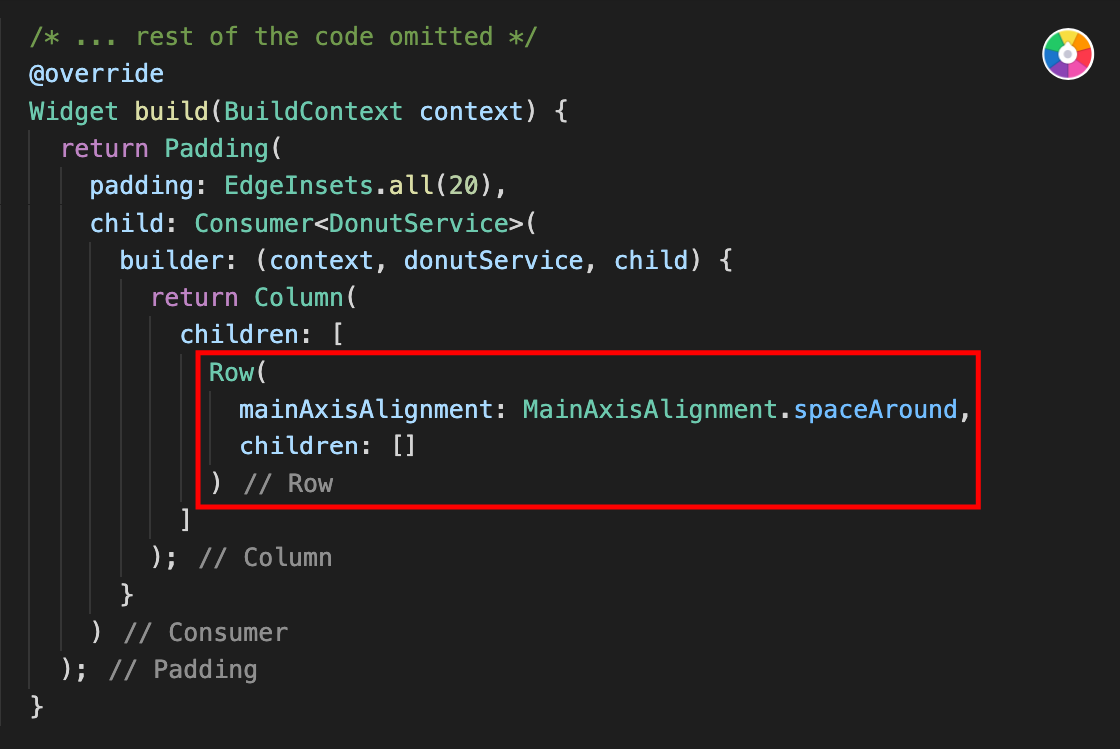 /* ... rest of the code omitted */
@override
Widget build(BuildContext context) {
  return Padding(
    padding: EdgeInsets.all(20),
    child: Consumer<DonutService>(
      builder: (context, donutService, child) {
        return Column(
          children: [
            Row(
              mainAxisAlignment: MainAxisAlignment.spaceAround,
              children: []
            ) // Row
          ]
        ); // Column
      }
    ) // Consumer
  ); // Padding
}